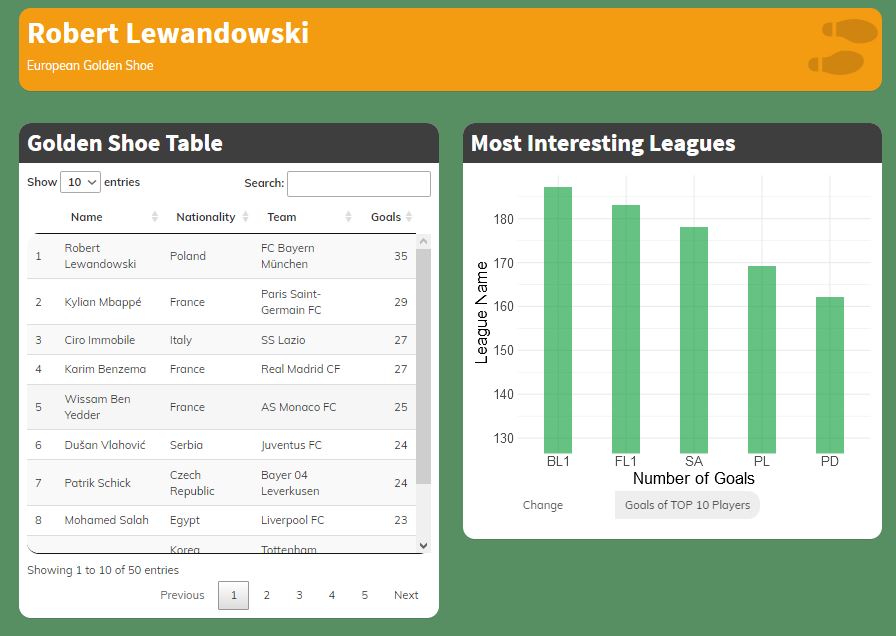 Robert Lewandowski
European Golden Shoe
Golden Shoe Table
Show 10 entries Search:
Name Nationality Team Goals
1 Robert Lewandowski Poland FC Bayern München 35
2 Kylian Mbappé France Paris Saint-Germain FC 29
3 Ciro Immobile Italy SS Lazio 27
4 Karim Benzema France Real Madrid CF 27
5 Wissam Ben Yedder France AS Monaco FC 25
6 Dušan Vlahović Serbia Juventus FC 24
7 Patrik Schick Czech Republic Bayer 04 Leverkusen 24
8 Mohamed Salah Egypt Liverpool FC 23
Korea Tottenham
Showing 1 to 10 of 50 entries
Previous 1 2 3 4 5 Next
Most Interesting Leagues
League Name
180
170
160
150
140
130
BL1 FL1 SA PL PD
Number of Goals
Change Goals of TOP 10 Players